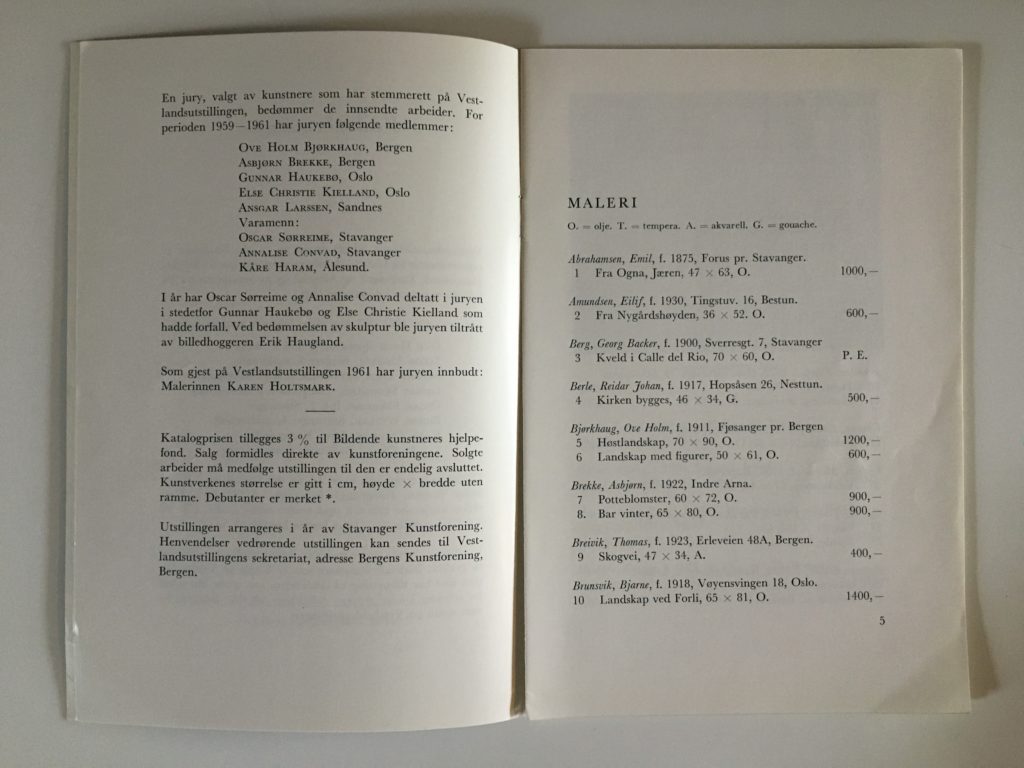 En jury, valgt av kunstnere som har stemmerett på Vest-
landsutstillingen, bedømmer de innsendte arbeider. For
perioden 1959–1961 har juryen følgende medlemmer:
OVE HOLM BJØRKHAUG, Bergen
ASBJØRN BREKKE, Bergen
GUNNAR HAUKEBØ, Oslo
ELSE CHRISTIE KIELLAND, Oslo
ANSGAR LARSSEN, Sandnes
Varamenn:
OSCAR SØRREIME, Stavanger
ANNALISE CONVAD, Stavanger
KÅRE HARAM, Ålesund.
I år har Oscar Sørreime og Annalise Convad deltatt i juryen
i stedetfor Gunnar Haukebø og Else Christie Kielland som
hadde forfall. Ved bedømmelsen av skulptur ble juryen tiltrått
av billedhoggeren Erik Haugland.
Som gjest på Vestlandsutstillingen 1961 har juryen innbudt:
Malerinnen KAREN HOLTSMARK.
Katalogprisen tillegges 3 % til Bildende kunstneres hjelpe-
fond. Salg formidles direkte av kunstforeningene. Solgte
arbeider må medfølge utstillingen til den er endelig avsluttet.
Kunstverkenes størrelse er gitt i cm, høyde × bredde uten
ramme. Debutanter er merket *.
Utstillingen arrangeres i år av Stavanger Kunstforening.
Henvendelser vedrørende utstillingen kan sendes til Vest-
landsutstillingens sekretariat, adresse Bergens Kunstforening,
Bergen.
MALERI
O. = olje. T. = tempera. A. = akvarell. G. = gouache.
Abrahamsen, Emil, f. 1875, Forus pr. Stavanger.
1 Fra Ogna, Jæren, 47 × 63, O. 1000,—
Amundsen, Eilif, f. 1930, Tingstuv. 16, Bestun.
2 Fra Nygårdshøyden, 36 × 52. O. 600,—
Berg, Georg Backer, f. 1900, Sverresgt. 7, Stavanger
3 Kveld i Calle del Rio, 70 × 60, O. P. E.
Berle, Reidar Johan, f. 1917, Hopsåsen 26, Nesttun.
4 Kirken bygges, 46 × 34, G. 500,—
Bjørkhaug, Ove Holm, f. 1911, Fjøsanger pr. Bergen
5 Høstlandskap, 70 × 90, O. 1200,—
6 Landskap med figurer, 50 × 61, O. 600,—
Brekke, Asbjørn, f. 1922, Indre Arna.
7 Potteblomster, 60 × 72, O. 900,—
8. Bar vinter, 65 × 80, O. 900,—
Breivik, Thomas, f. 1923, Erleveien 48A, Bergen.
9 Skogvei, 47 × 34, A. 400,—
Brunsvik, Bjarne, f. 1918, Vøyensvingen 18, Oslo.
10 Landskap ved Forli, 65 × 81, O. 1400,—
5